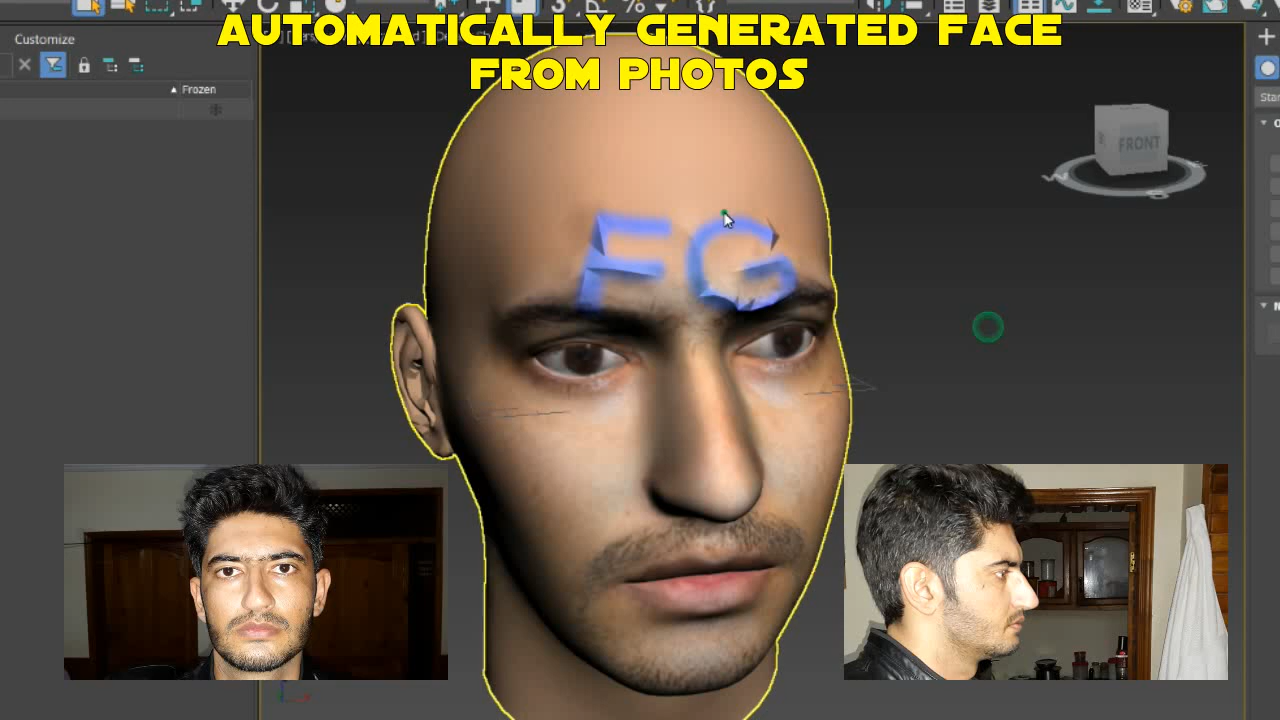 AUTOMATICALLY GENERATED FACE
FROM PHOTOS
Customize
Frozen
FRONT
FG